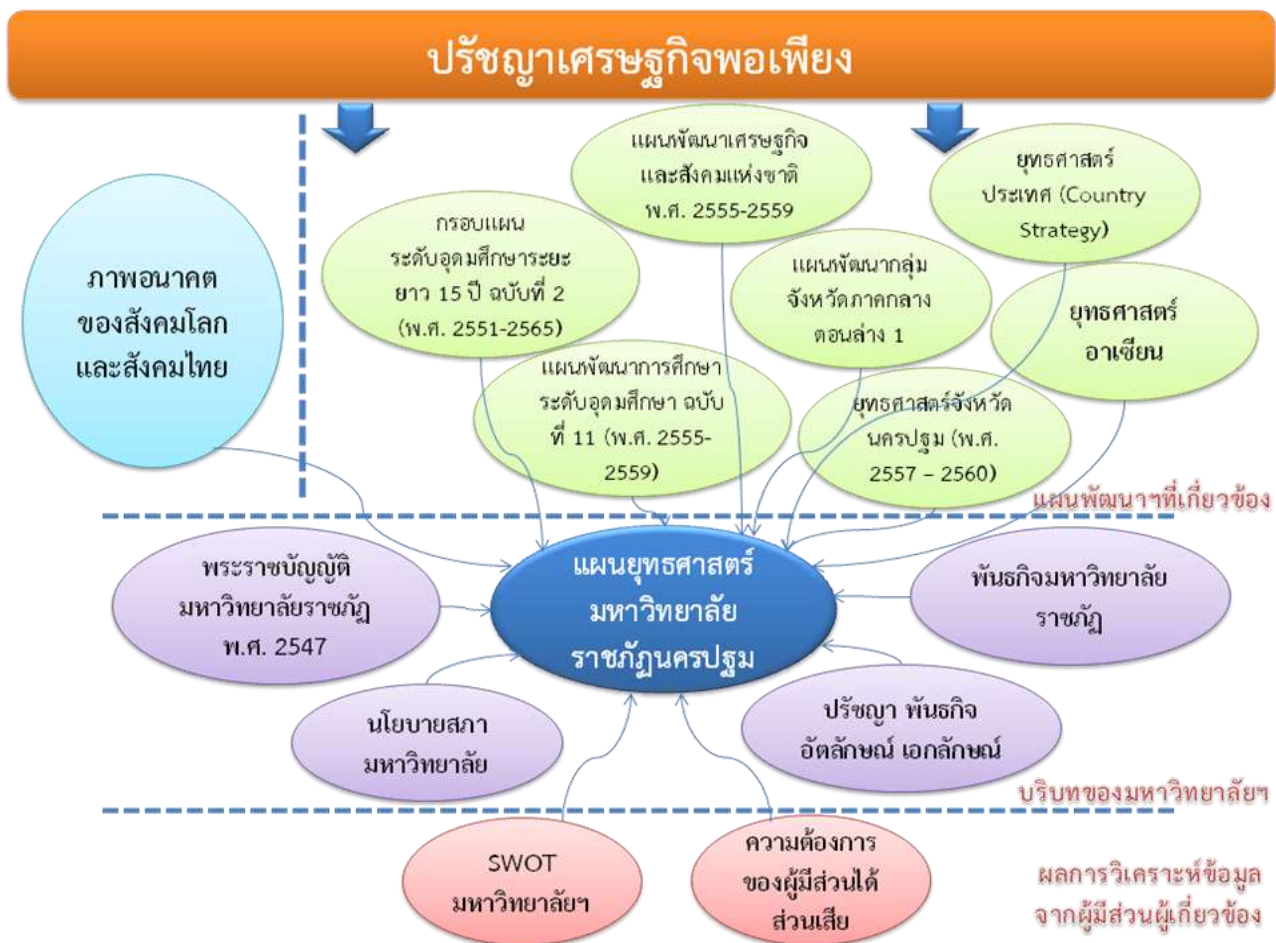 ปรัชญาเศรษฐกิจพอเพียง
ภาพอนาคต
ของสังคมโลก
และสังคมไทย
กรอบแผน
ระดับอุดมศึกษาระยะ
ยาว 15 ปี ฉบับที่ 2
(พ.ศ. 2551-2565)
แผนพัฒนาเศรษฐกิจ
และสังคมแห่งชาติ
พ.ศ. 2555-2559
ยุทธศาสตร์
ประเทศ (Country
Strategy)
แผนพัฒนากลุ่ม
จังหวัดภาคกลาง
ตอนล่าง 1
ยุทธศาสตร์
อาเซียน
แผนพัฒนาการศึกษา
ระดับอุดมศึกษา ฉบับ
ที่ 11 (พ.ศ. 2555-
2559)
ยุทธศาสตร์จังหวัด
นครปฐม (พ.ศ.
2557 – 2560)
แผนพัฒนาฯที่เกี่ยวข้อง
พระราชบัญญัติ
มหาวิทยาลัยราชภัฏ
พ.ศ. 2547
แผนยุทธศาสตร์
มหาวิทยาลัย
ราชภัฏนครปฐม
พันธกิจมหาวิทยาลัย
ราชภัฏ
นโยบายสภา
มหาวิทยาลัย
ปรัชญา พันธกิจ
อัตลักษณ์ เอกลักษณ์
บริบทของมหาวิทยาลัยฯ
SWOT
มหาวิทยาลัยฯ
ความต้องการ
ของผู้มีส่วนได้
ส่วนเสีย
ผลการวิเคราะห์ข้อมูล
จากผู้มีส่วนผู้เกี่ยวข้อง